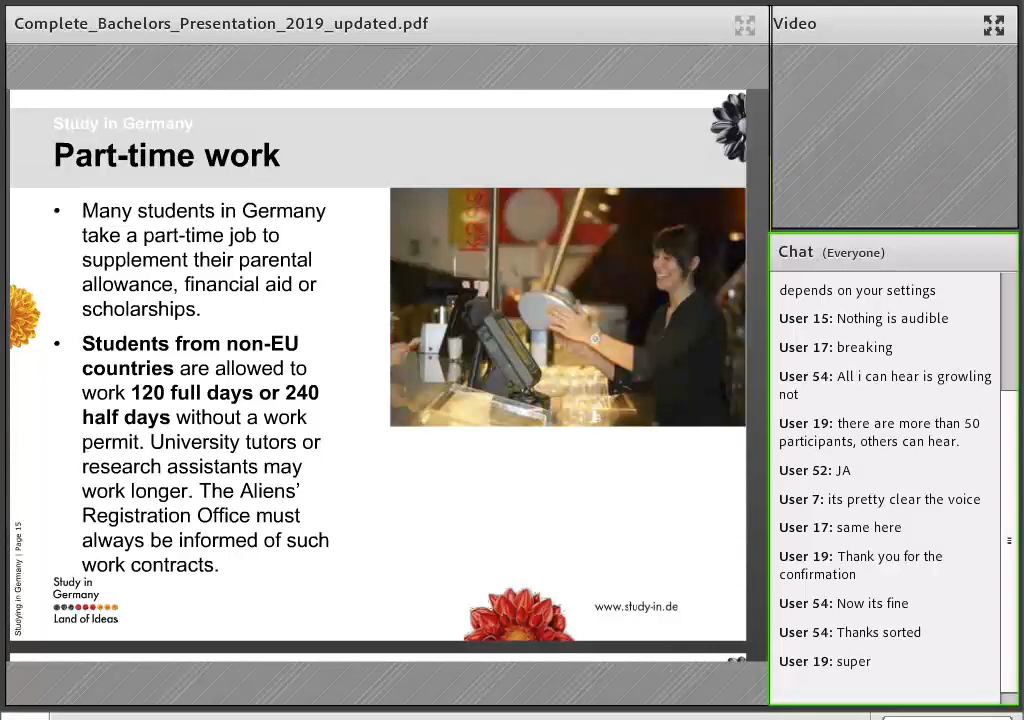 Complete_Bachelors_Presentation_2019_updated.pdf
Video
Study in Germany
Part-time work
• Many students in Germany
take a part-time job to
supplement their parental
allowance, financial aid or
scholarships.
• Students from non-EU
countries are allowed to
work 120 full days or 240
half days without a work
permit. University tutors or
research assistants may
work longer. The Aliens’
Registration Office must
always be informed of such
work contracts.
Studying in Germany | Page 15
Study in
Germany
Land of Ideas
www.study-in.de
Chat (Everyone)
depends on your settings
User 15: Nothing is audible
User 17: breaking
User 54: All i can hear is growling
not
User 19: there are more than 50
participants, others can hear.
User 52: JA
User 7: its pretty clear the voice
User 17: same here
User 19: Thank you for the
confirmation
User 54: Now its fine
User 54: Thanks sorted
User 19: super